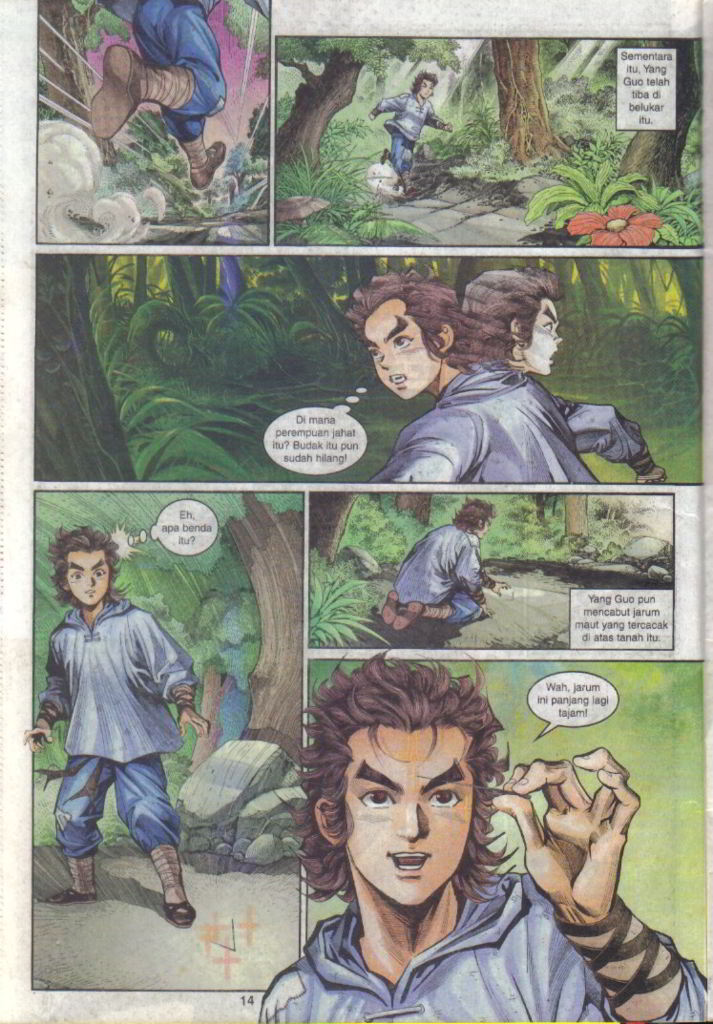 Sementara
itu, Yang
Guo telah
tiba di
belukar
itu.
Di mana
perempuan jahat
itu? Budak itu pun
sudah hilang!
Eh,
apa benda
itu?
Yang Guo pun
mencabut jarum
maut yang tercacak
di atas tanah itu.
Wah, jarum
ini panjang lagi
tajam!
14